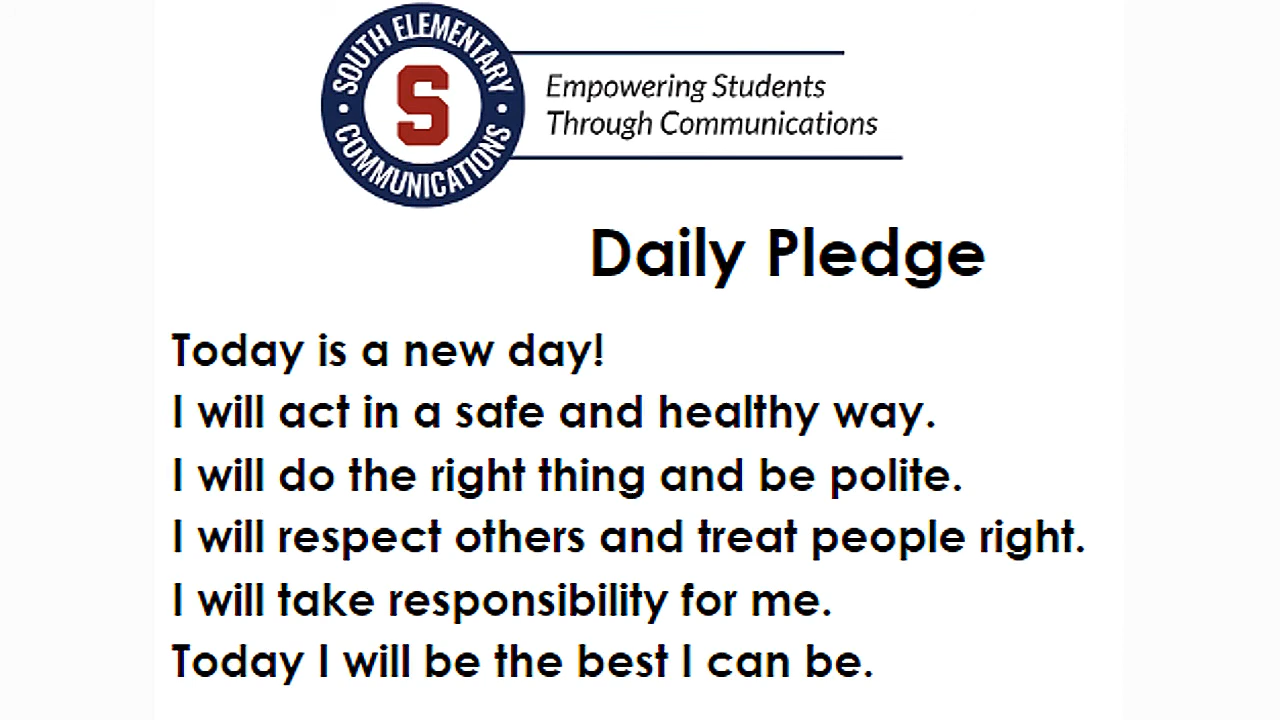 SOUTH ELEMENTARY
S
COMMUNICATIONS
Empowering Students
Through Communications
Daily Pledge
Today is a new day!
I will act in a safe and healthy way.
I will do the right thing and be polite.
I will respect others and treat people right.
I will take responsibility for me.
Today I will be the best I can be.